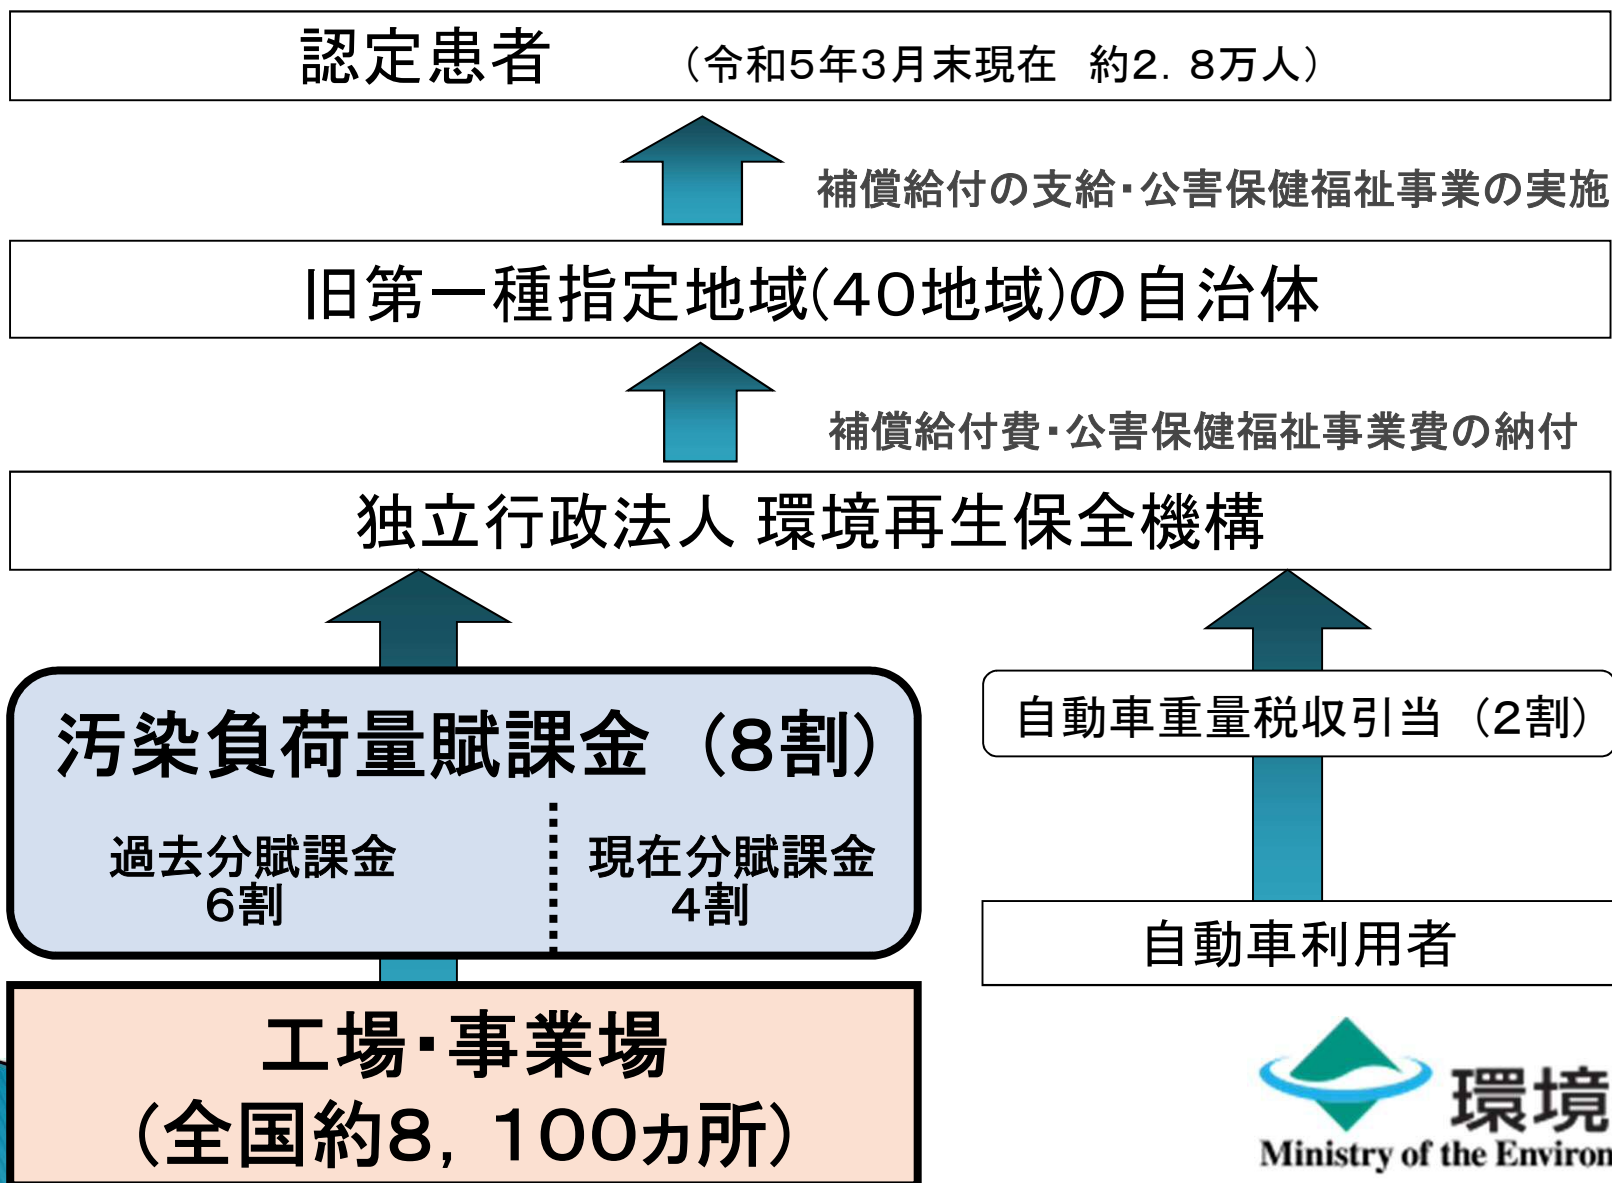 認定患者 （令和5年3月末現在 約2．8万人）
補償給付の支給・公害保健福祉事業の実施
旧第一種指定地域(40地域)の自治体
補償給付費・公害保健福祉事業費の納付
独立行政法人 環境再生保全機構
汚染負荷量賦課金 （8割）
過去分賦課金
6割
現在分賦課金
4割
自動車重量税収引当 （2割）
自動車利用者
工場・事業場
（全国約8，100ヵ所）
環境
Ministry of the Environ